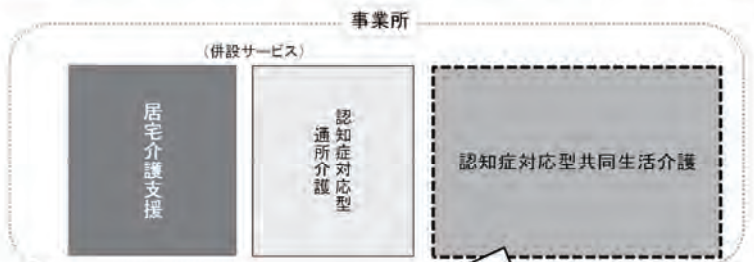 事業所
(併設サービス)
居宅介護支援
認知症対応型
通所介護
認知症対応型共同生活介護